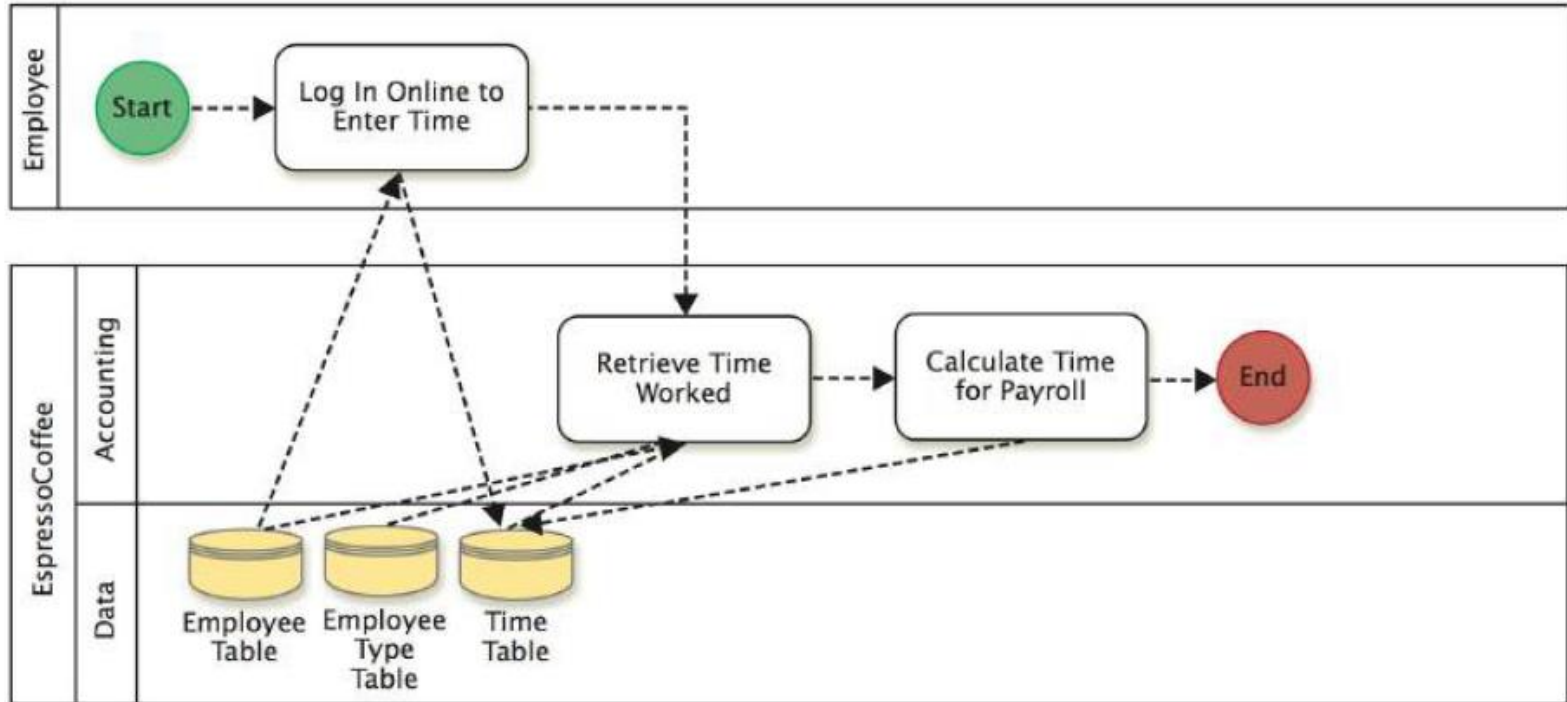 Employee
Start
Log In Online to
Enter Time
EspressoCoffee
Accounting
Retrieve Time
Worked
Calculate Time
for Payroll
End
Data
Employee
Table
Employee
Type
Table
Time
Table